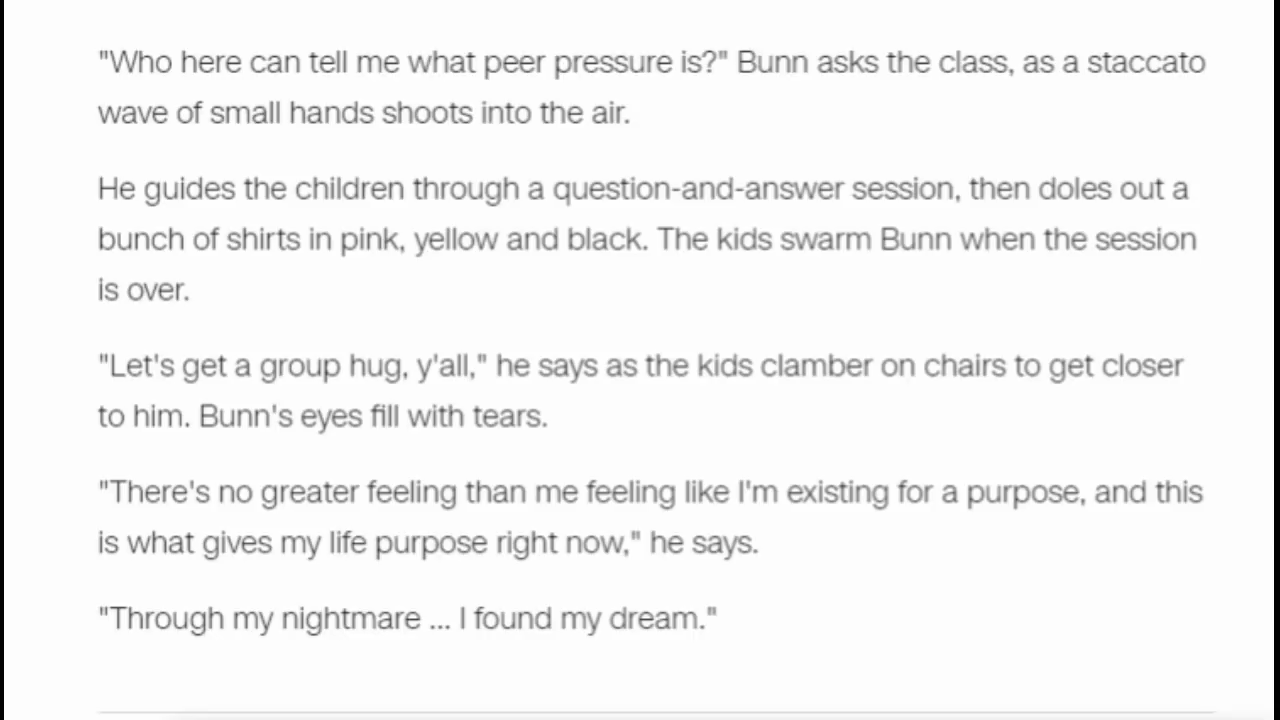 "Who here can tell me what peer pressure is?" Bunn asks the class, as a staccato
wave of small hands shoots into the air.
He guides the children through a question-and-answer session, then doles out a
bunch of shirts in pink, yellow and black. The kids swarm Bunn when the session
is over.
"Let's get a group hug, y'all," he says as the kids clamber on chairs to get closer
to him. Bunn's eyes fill with tears.
"There's no greater feeling than me feeling like I'm existing for a purpose, and this
is what gives my life purpose right now," he says.
"Through my nightmare ... I found my dream."